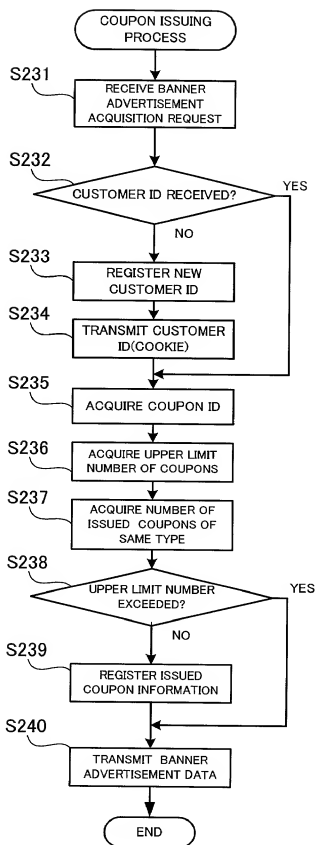 COUPON ISSUING
PROCESS
S231
RECEIVE BANNER
ADVERTISEMENT
ACQUISITION REQUEST
S232
CUSTOMER ID RECEIVED?
YES
NO
S233
REGISTER NEW
CUSTOMER ID
S234
TRANSMIT CUSTOMER
ID(COOKIE)
S235
ACQUIRE COUPON ID
S236
ACQUIRE UPPER LIMIT
NUMBER OF COUPONS
S237
ACQUIRE NUMBER OF
ISSUED COUPONS OF
SAME TYPE
S238
UPPER LIMIT NUMBER
EXCEEDED?
YES
NO
S239
REGISTER ISSUED
COUPON INFORMATION
S240
TRANSMIT BANNER
ADVERTISEMENT DATA
END